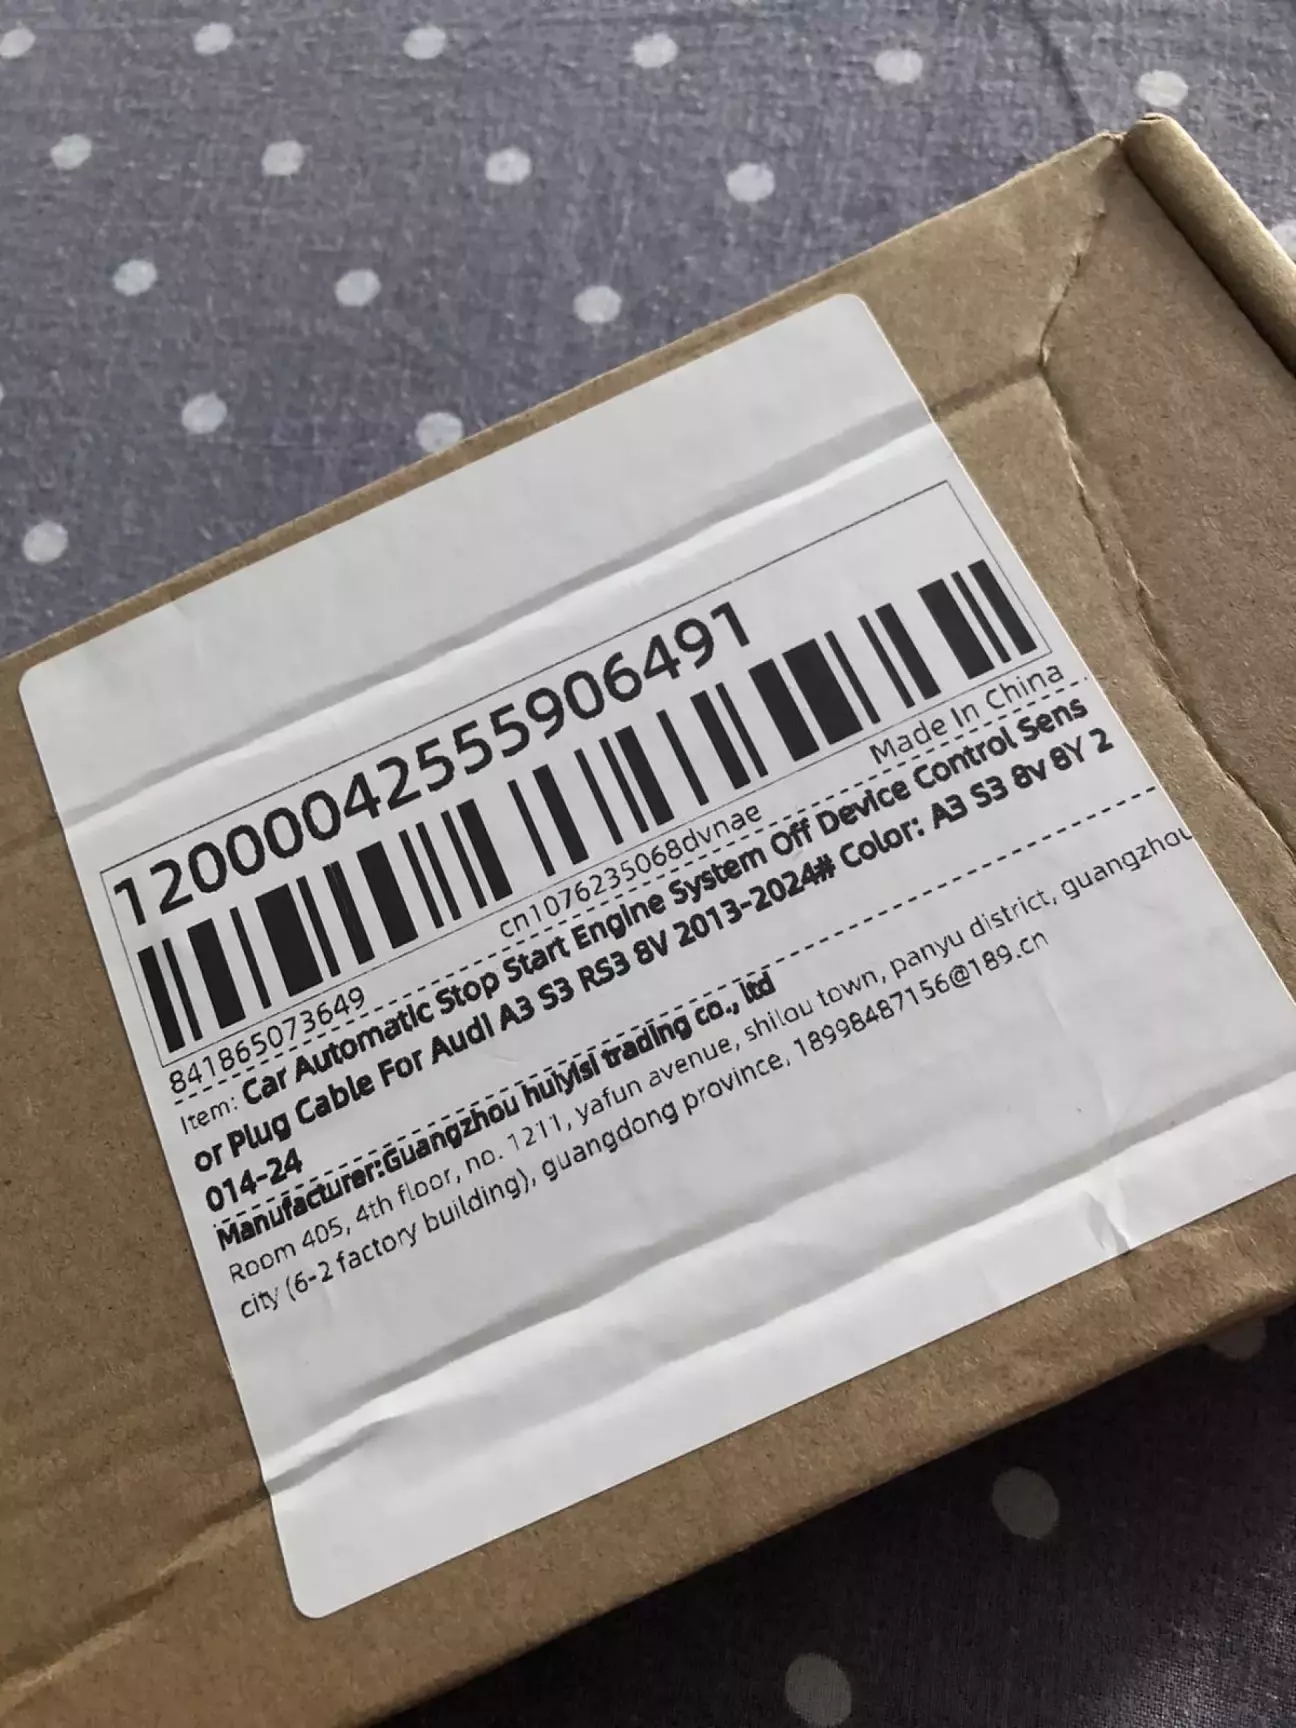 12000042555906491
841865073649
cn1076235068dvnae
Made In China
Item: Car Automatic Stop Start Engine System Off Device Control Sens
or Plug Cable For Audi A3 S3 RS3 8V 2013-2024# Color: A3 S3 8v 8Y 2
014-24
Manufacturer:Guangzhou huiyisi trading co., ltd
Room 405, 4th floor, no. 1211, yafun avenue, shilou town, panyu district, guangzhou
city (6-2 factory building), guangdong province, 18998487156@189.cn